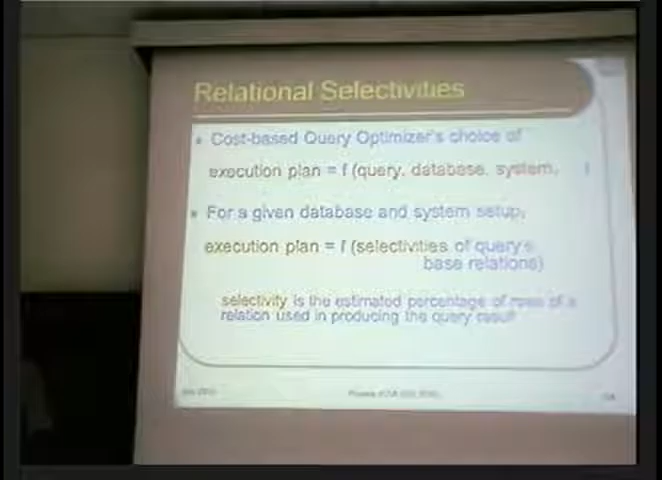 Relational Selectivities
Cost-based Query Optimizer's choice of
execution plan = f (query, database, system,
For a given database and system setup,
execution plan = f (selectivities of query's
base relations)
selectivity is the estimated percentage of rows of a
relation used in producing the query result